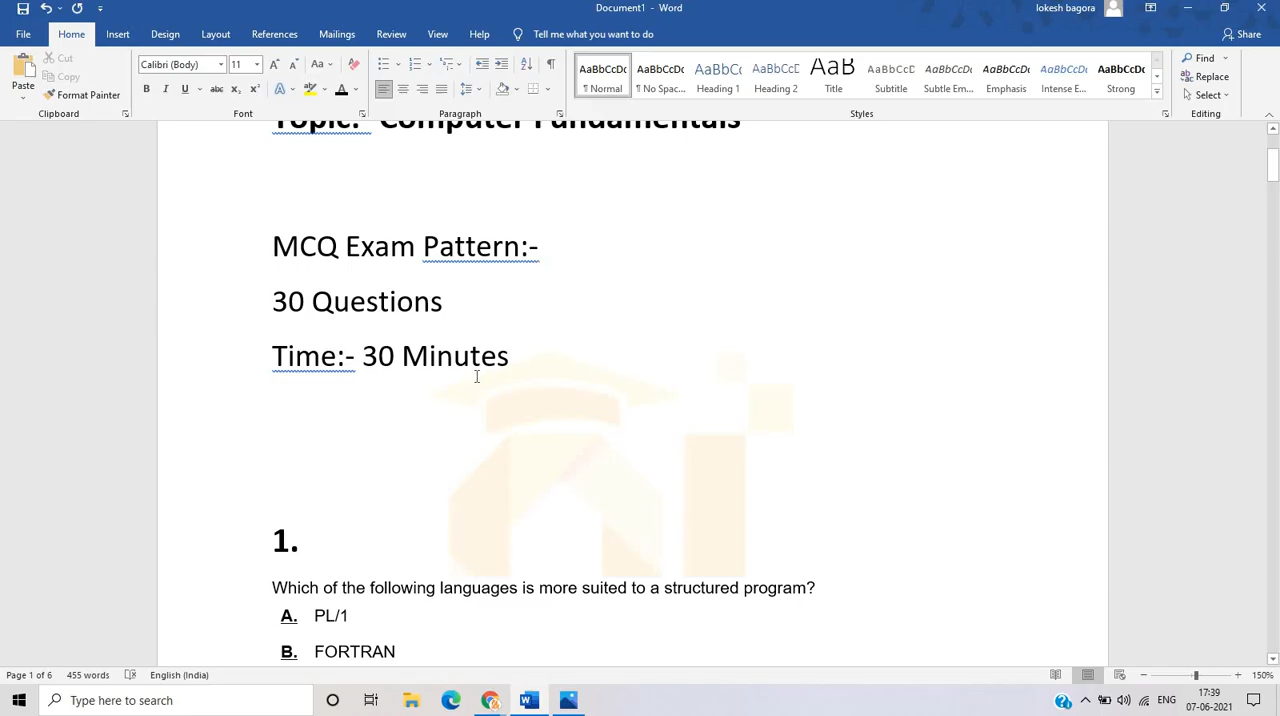 Document1 - Word
lokesh bagora
File Home Insert Design Layout References Mailings Review View Help Tell me what you want to do Share
Paste
Cut
Copy
Format Painter
Clipboard
Calibri (Body) 11
Font
Paragraph
AaBbCcDc AaBbCcDc AaBbCc AaBbCcD AaB AaBbCcD AaBbCcDc AaBbCcDc AaBbCcDc AaBbCcDc
¶ Normal ¶ No Spac... Heading 1 Heading 2 Title Subtitle Subtle Em... Emphasis Intense E... Strong
Styles
Find
Replace
Select
Editing
Topic:- Computer Fundamentals
MCQ Exam Pattern:-
30 Questions
Time:- 30 Minutes
1.
Which of the following languages is more suited to a structured program?
A. PL/1
B. FORTRAN
Page 1 of 6 455 words English (India) 150%
Type here to search
ENG
17:39
07-06-2021